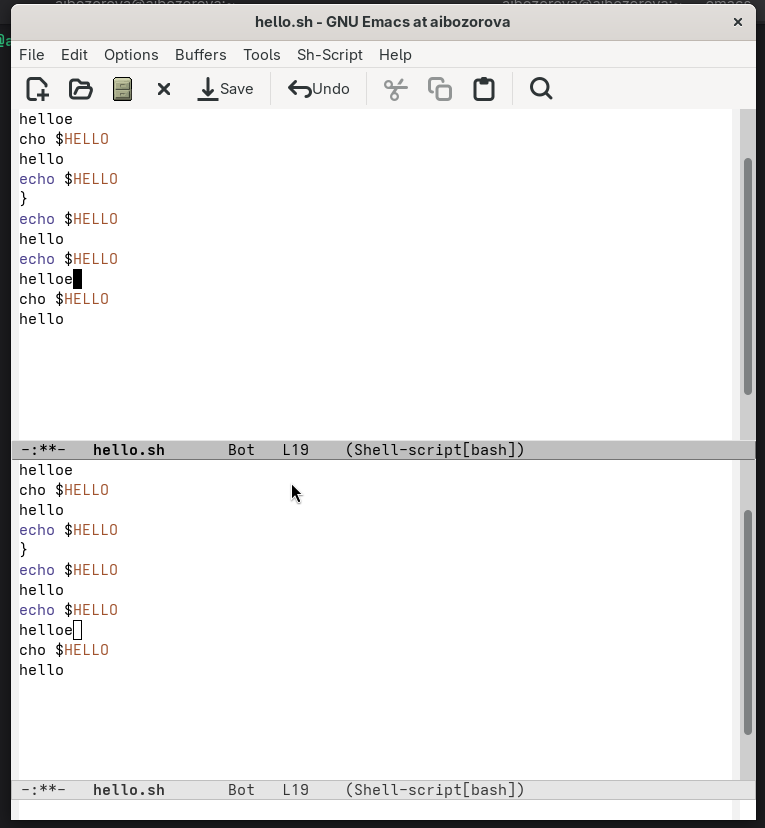 hello.sh - GNU Emacs at aibozorova
File Edit Options Buffers Tools Sh-Script Help
Save Undo
helloe
cho $HELLO
hello
echo $HELLO
}
echo $HELLO
hello
echo $HELLO
helloe
cho $HELLO
hello
-:**- hello.sh Bot L19 (Shell-script[bash])
helloe
cho $HELLO
hello
echo $HELLO
}
echo $HELLO
hello
echo $HELLO
helloe
cho $HELLO
hello
-:**- hello.sh Bot L19 (Shell-script[bash])